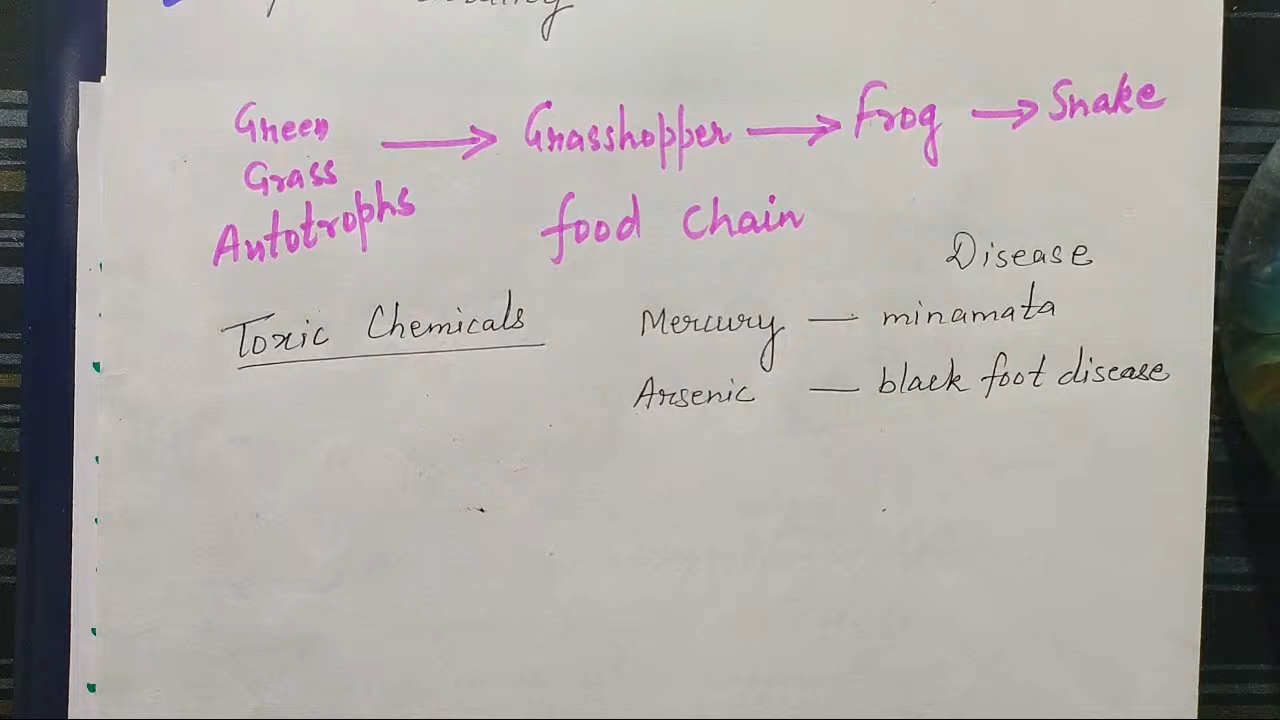 Green
Grass
Autotrophs
→ Grasshopper → Frog → Snake
food chain
Disease
Toxic Chemicals
Mercury — minamata
Arsenic — black foot disease